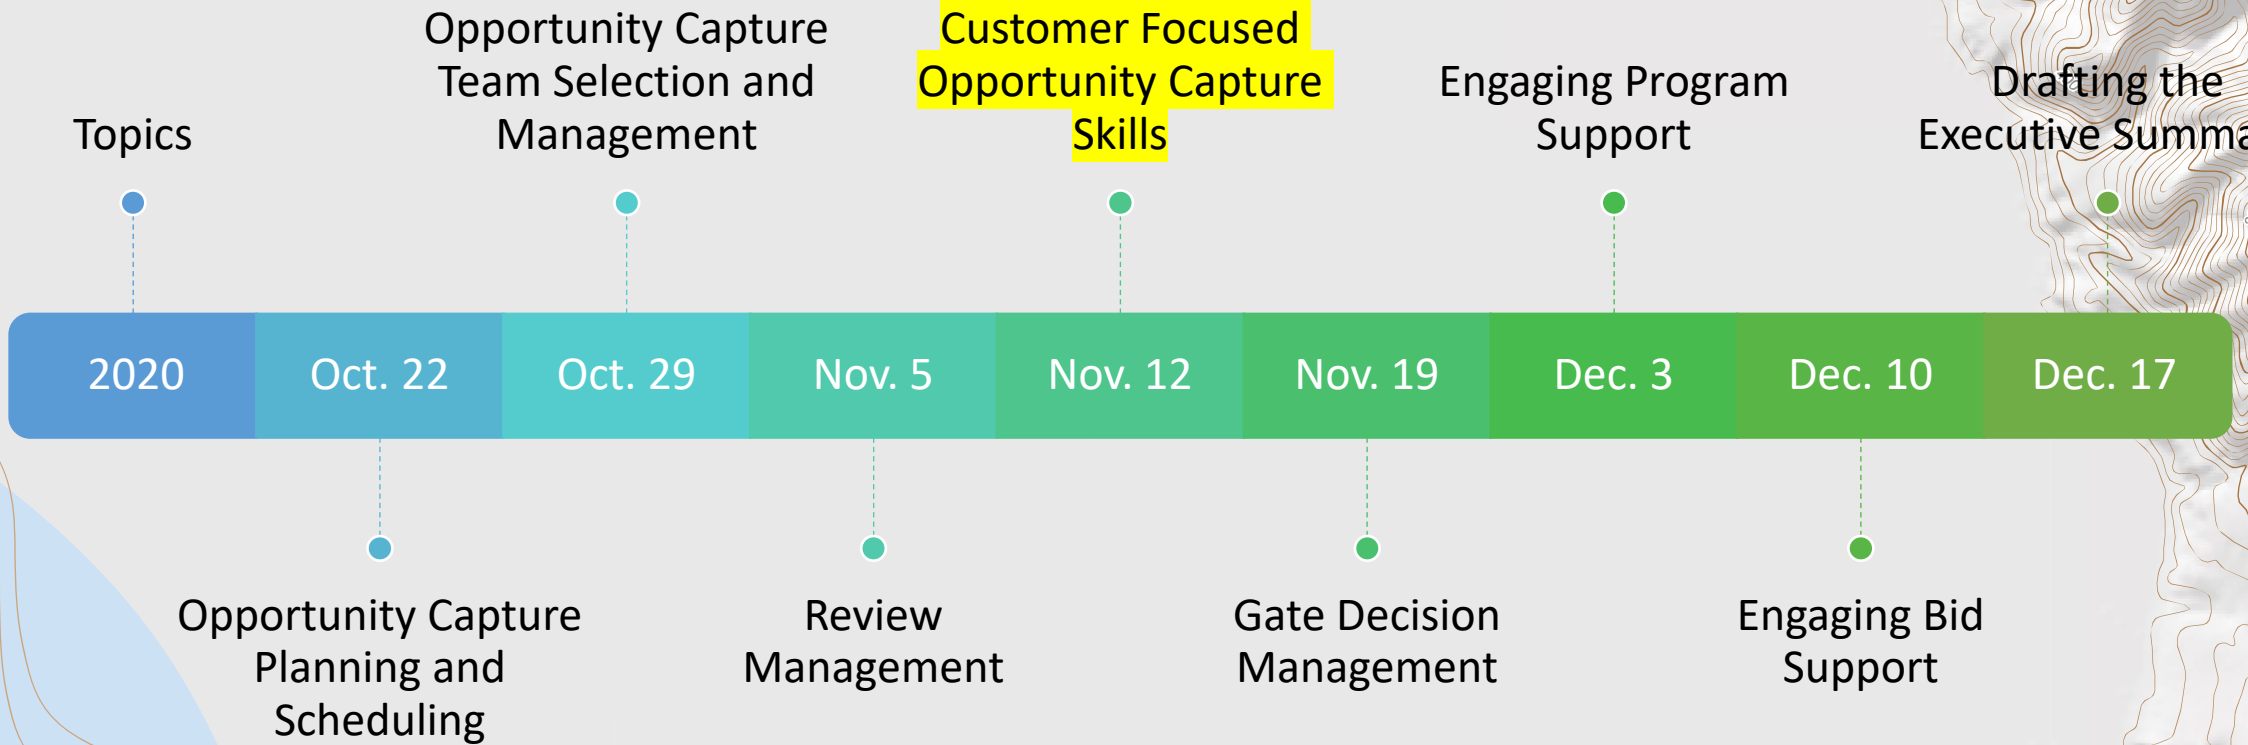 Topics
Opportunity Capture
Team Selection and
Management
Customer Focused
Opportunity Capture
Skills
Engaging Program
Support
Drafting the
Executive Summa
2020
Oct. 22
Oct. 29
Nov. 5
Nov. 12
Nov. 19
Dec. 3
Dec. 10
Dec. 17
Opportunity Capture
Planning and
Scheduling
Review
Management
Gate Decision
Management
Engaging Bid
Support